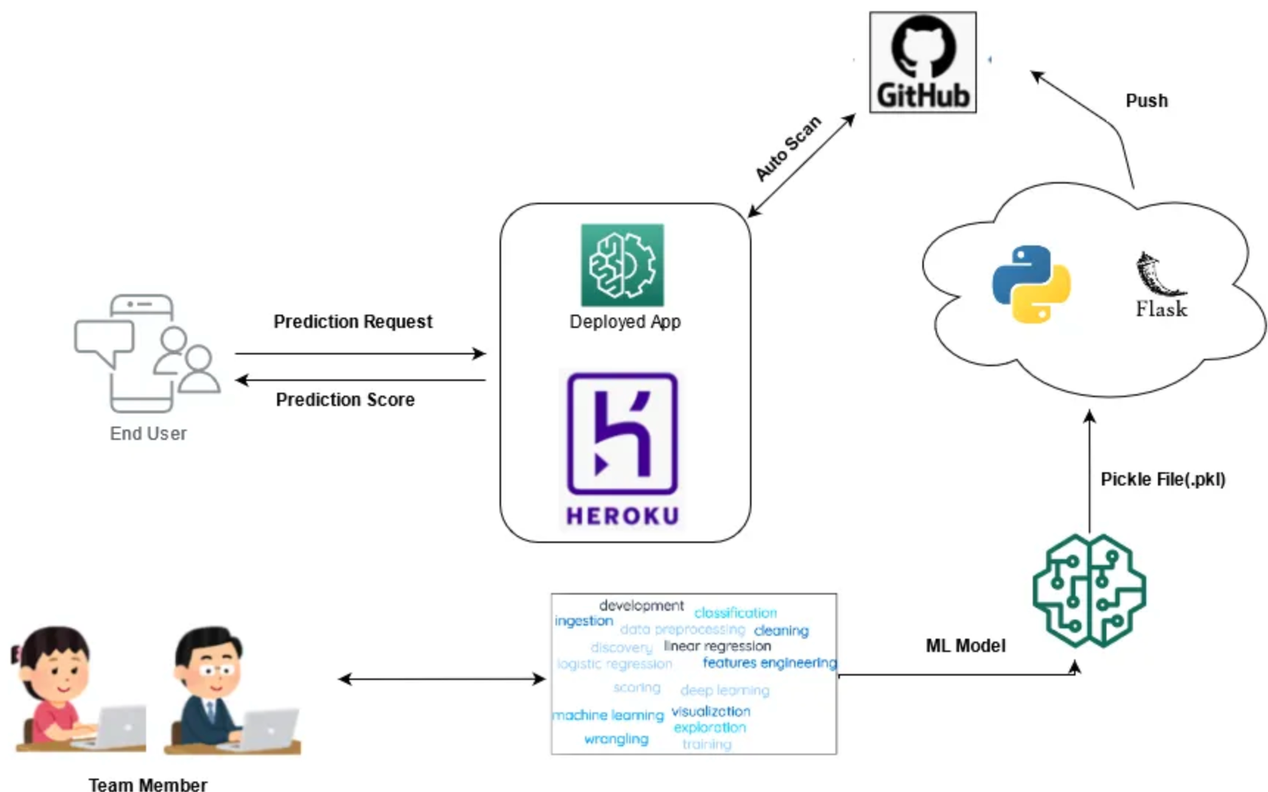 GitHub
Push
Auto Scan
Flask
Deployed App
Prediction Request
Prediction Score
End User
HEROKU
Pickle File(.pkl)
development
classification
ingestion
data preprocessing
cleaning
discovery
linear regression
logistic regression
features engineering
scoring
deep learning
machine learning
visualization
exploration
wrangling
training
ML Model
Team Member